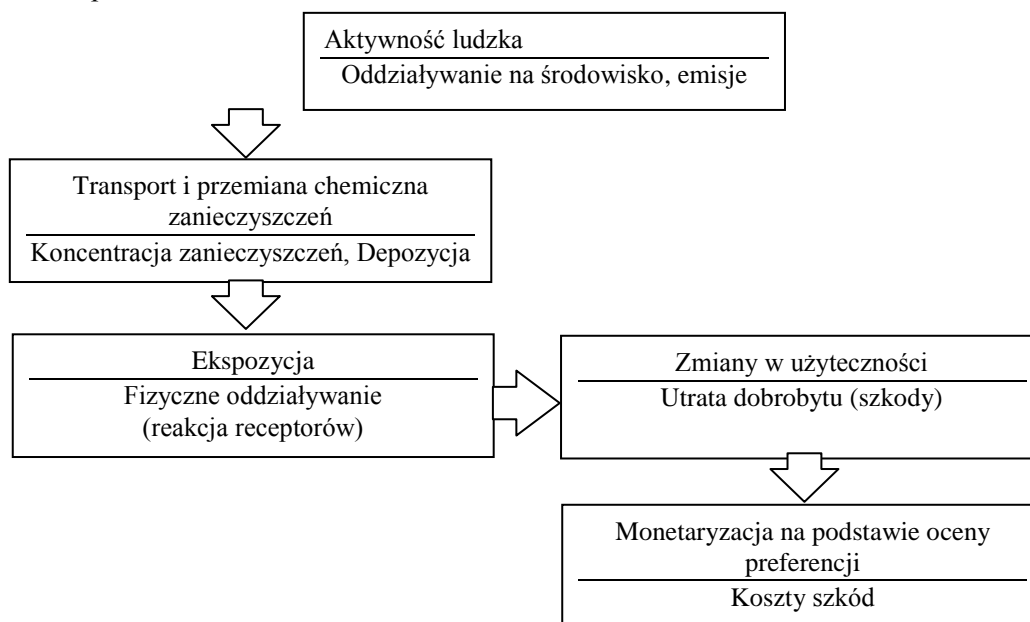 Aktywność ludzka
Oddziaływanie na środowisko, emisje
Transport i przemiana chemiczna
zanieczyszczeń
Koncentracja zanieczyszczeń, Depozycja
Ekspozycja
Fizyczne oddziaływanie
(reakcja receptorów)
Zmiany w użyteczności
Utrata dobrobytu (szkody)
Monetaryzacja na podstawie oceny
preferencji
Koszty szkód